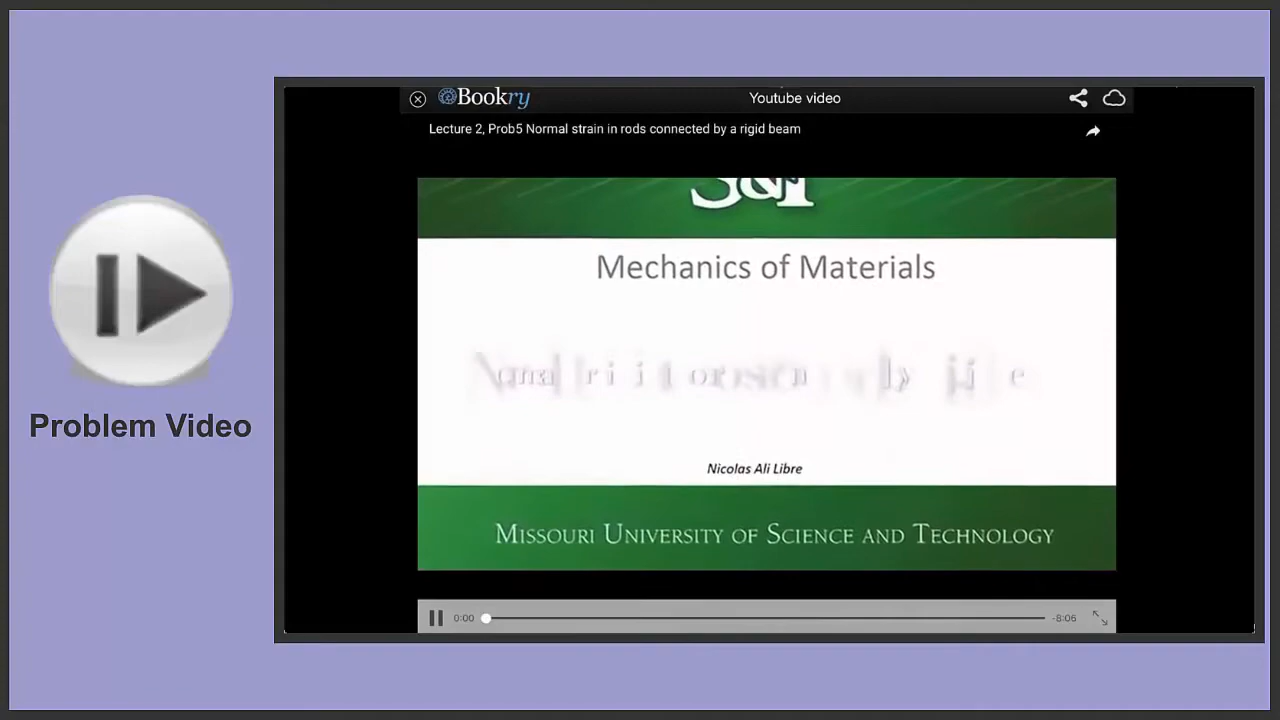 Bookry
Youtube video
Lecture 2, Prob5 Normal strain in rods connected by a rigid beam
S&T
Mechanics of Materials
Nicolas Ali Libre
MISSOURI UNIVERSITY OF SCIENCE AND TECHNOLOGY
0:00
-8:06
Problem Video